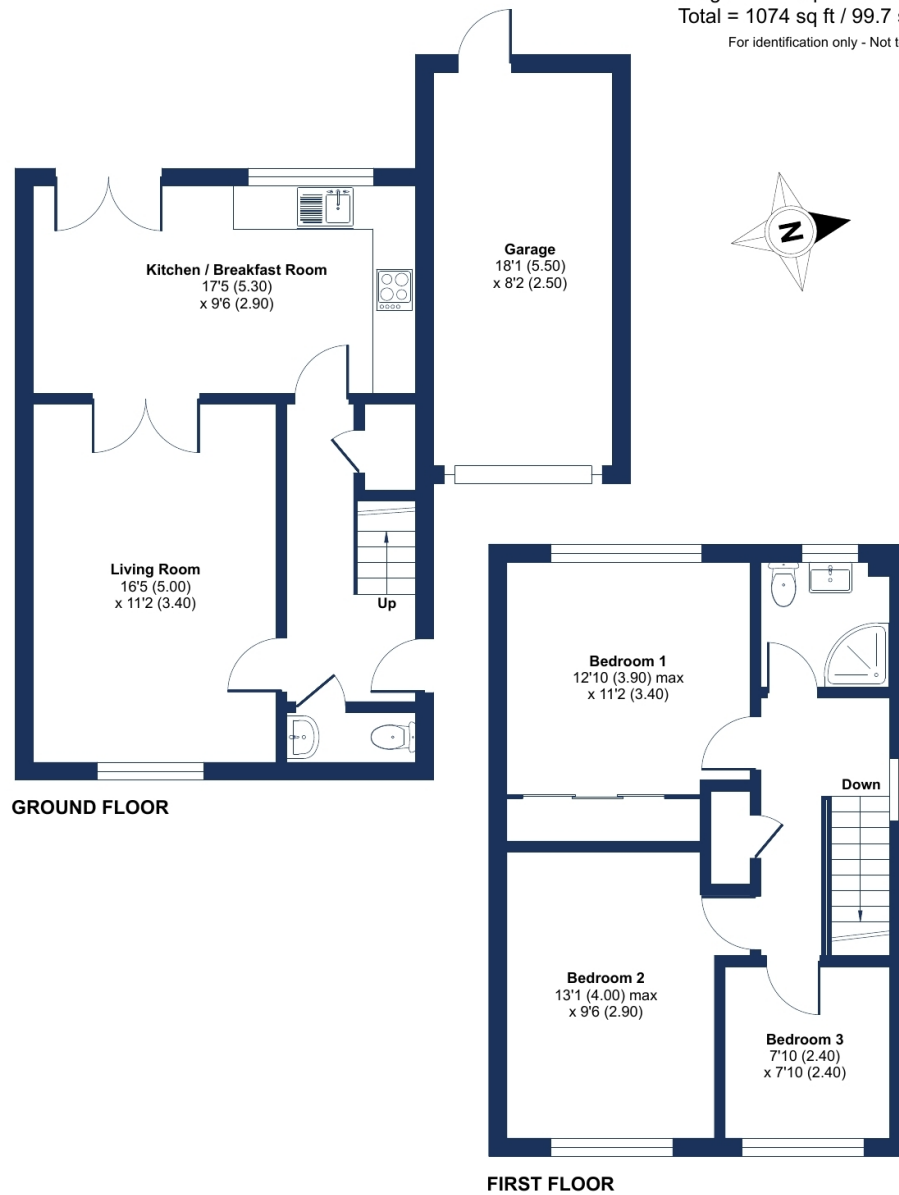 Total = 1074 sq ft / 99.7
For identification only - Not
Garage
18'1 (5.50)
x 8'2 (2.50)
N
Kitchen / Breakfast Room
17'5 (5.30)
x 9'6 (2.90)
Living Room
16'5 (5.00)
x 11'2 (3.40)
Up
GROUND FLOOR
Bedroom 1
12'10 (3.90) max
x 11'2 (3.40)
Down
Bedroom 2
13'1 (4.00) max
x 9'6 (2.90)
Bedroom 3
7'10 (2.40)
x 7'10 (2.40)
FIRST FLOOR